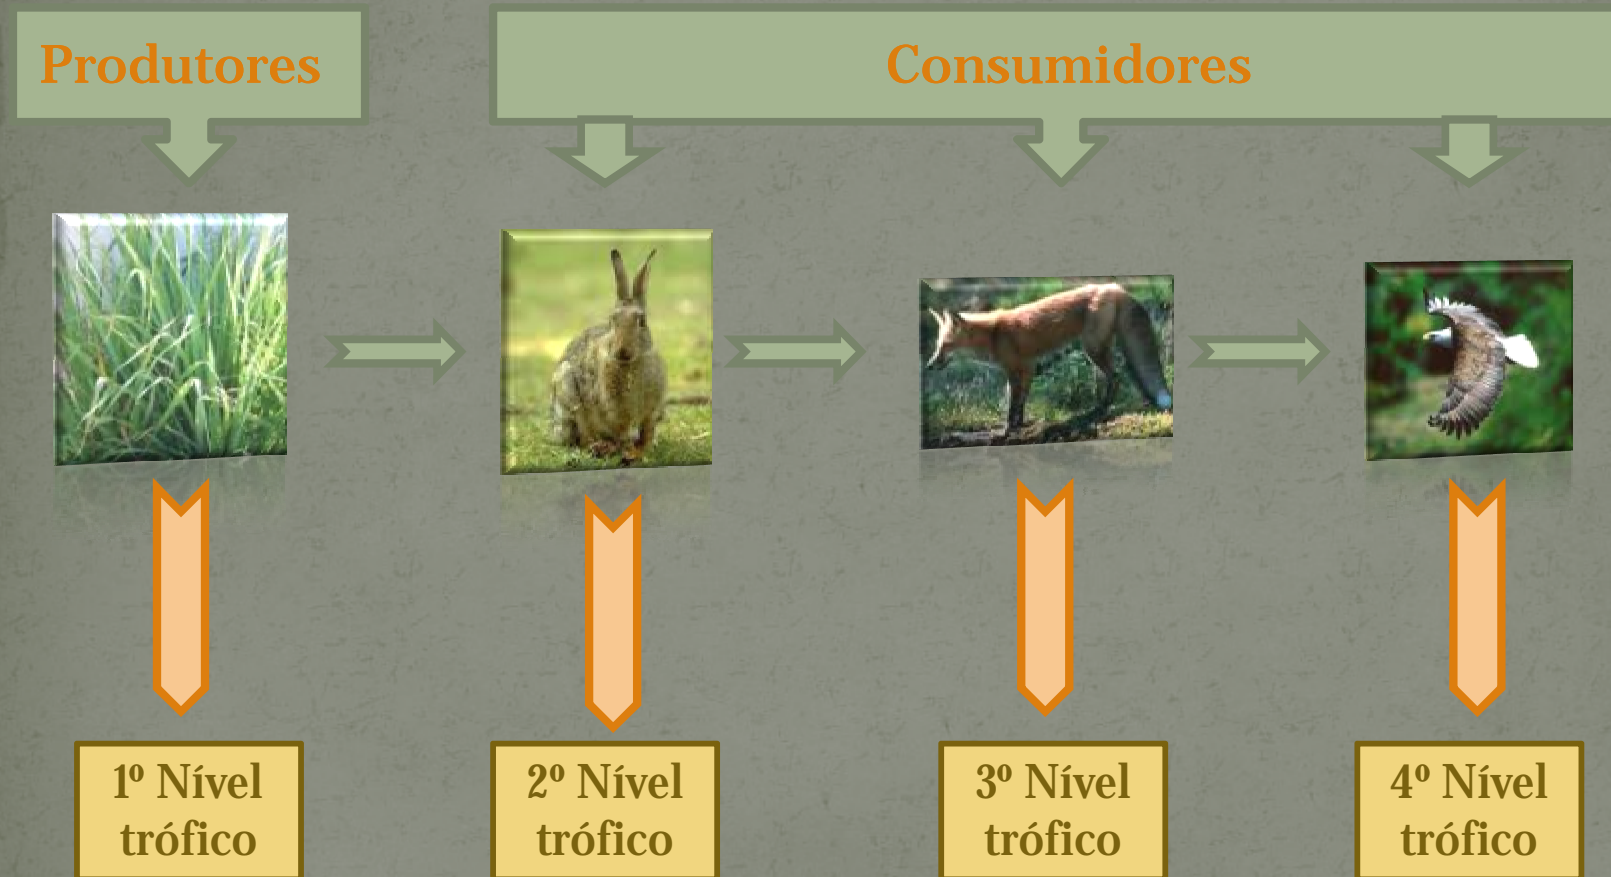 Produtores
Consumidores
1º Nível
trófico
2º Nível
trófico
3º Nível
trófico
4º Nível
trófico